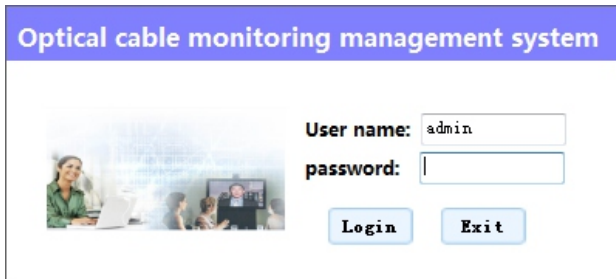 Optical cable monitoring management system
User name: admin
password:
Login Exit